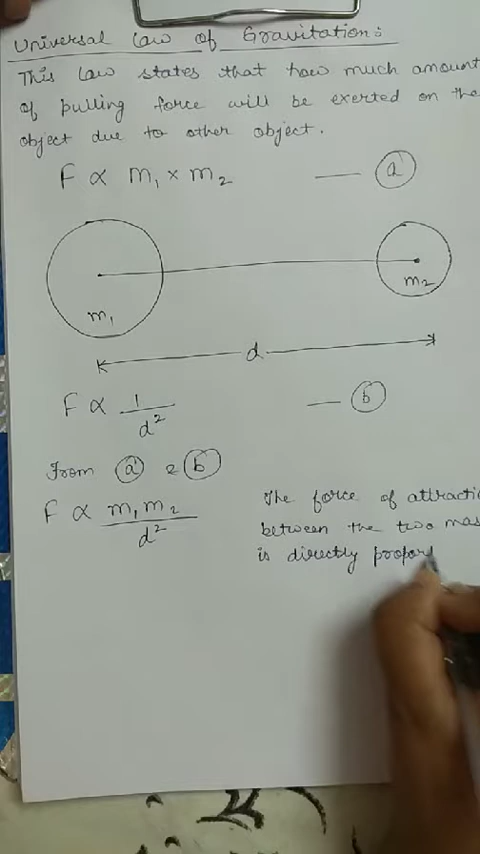 Universal Law of Gravitation:
This law states that how much amount
of pulling force will be exerted on the
object due to other object.
F ∝ m₁ × m₂ — (a)
m₁
m₂
d
F ∝ 1/d² — (b)
From (a) & (b)
F ∝ m₁m₂/d²
The force of attracti
between the two mas
is directly propor